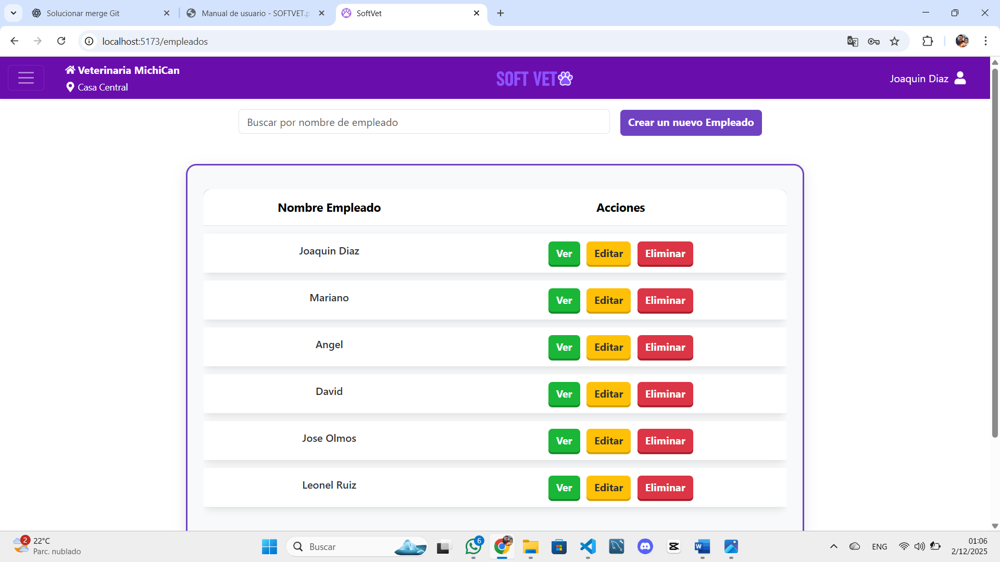 Solucionar merge Git
Manual de usuario - SOFTVET.p
SoftVet
localhost:5173/empleados
Veterinaria MichiCan
Casa Central
SOFT VET
Joaquin Diaz
Buscar por nombre de empleado
Crear un nuevo Empleado
Nombre Empleado Acciones
Joaquin Diaz Ver Editar Eliminar
Mariano Ver Editar Eliminar
Angel Ver Editar Eliminar
David Ver Editar Eliminar
Jose Olmos Ver Editar Eliminar
Leonel Ruiz Ver Editar Eliminar
2
22°C
Parc. nublado
Buscar
6
ENG
01:06
2/12/2025